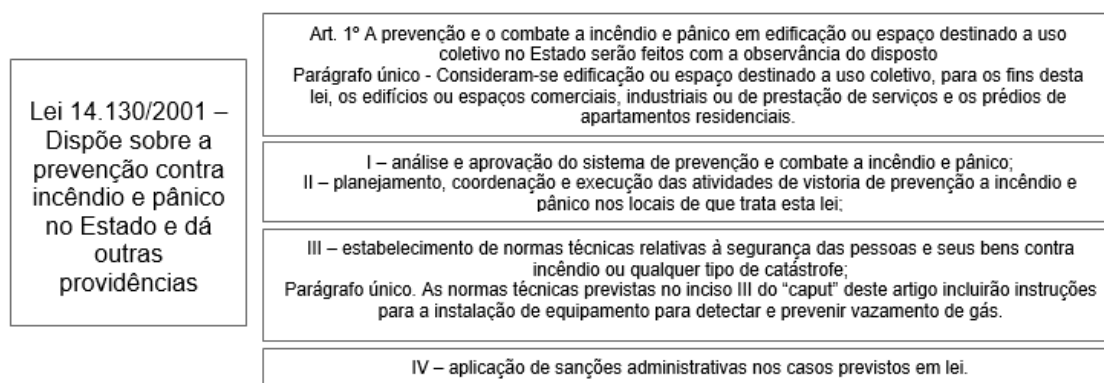 Lei 14.130/2001 –
Dispõe sobre a
prevenção contra
incêndio e pânico
no Estado e dá
outras
providências
Art. 1º A prevenção e o combate a incêndio e pânico em edificação ou espaço destinado a uso
coletivo no Estado serão feitos com a observância do disposto
Parágrafo único - Consideram-se edificação ou espaço destinado a uso coletivo, para os fins desta
lei, os edifícios ou espaços comerciais, industriais ou de prestação de serviços e os prédios de
apartamentos residenciais.
I – análise e aprovação do sistema de prevenção e combate a incêndio e pânico;
II – planejamento, coordenação e execução das atividades de vistoria de prevenção a incêndio e
pânico nos locais de que trata esta lei;
III – estabelecimento de normas técnicas relativas à segurança das pessoas e seus bens contra
incêndio ou qualquer tipo de catástrofe;
Parágrafo único. As normas técnicas previstas no inciso III do “caput” deste artigo incluirão instruções
para a instalação de equipamento para detectar e prevenir vazamento de gás.
IV – aplicação de sanções administrativas nos casos previstos em lei.